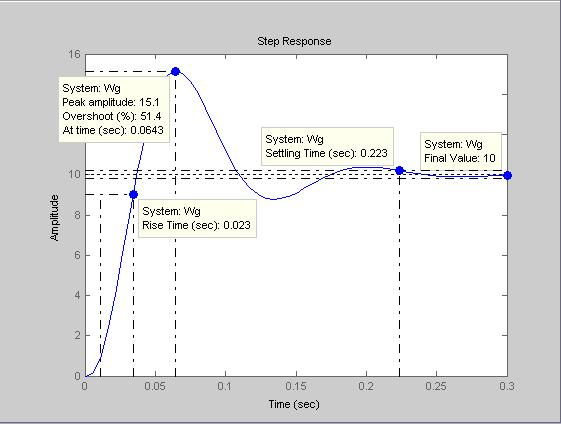 Step Response
16
System: Wg
Peak amplitude: 15.1
Overshoot (%): 51.4
At time (sec): 0.0643
System: Wg
Settling Time (sec): 0.223
System: Wg
Final Value: 10
10
System: Wg
Rise Time (sec): 0.023
8
6
4
2
0
Amplitude
0
0.05
0.1
0.15
0.2
0.25
0.3
Time (sec)